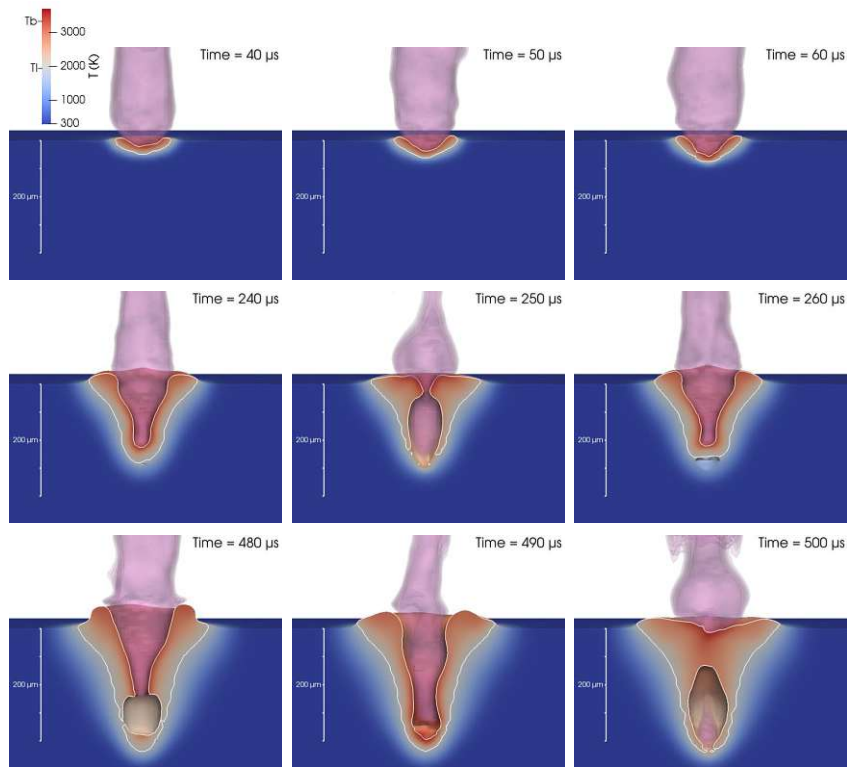 Tb
3000
Tl
2000
T (K)
1000
300
Time = 40 µs
Time = 50 µs
Time = 60 µs
200 µm
200 µm
200 µm
Time = 240 µs
Time = 250 µs
Time = 260 µs
200 µm
200 µm
200 µm
Time = 480 µs
Time = 490 µs
Time = 500 µs
200 µm
200 µm
200 µm